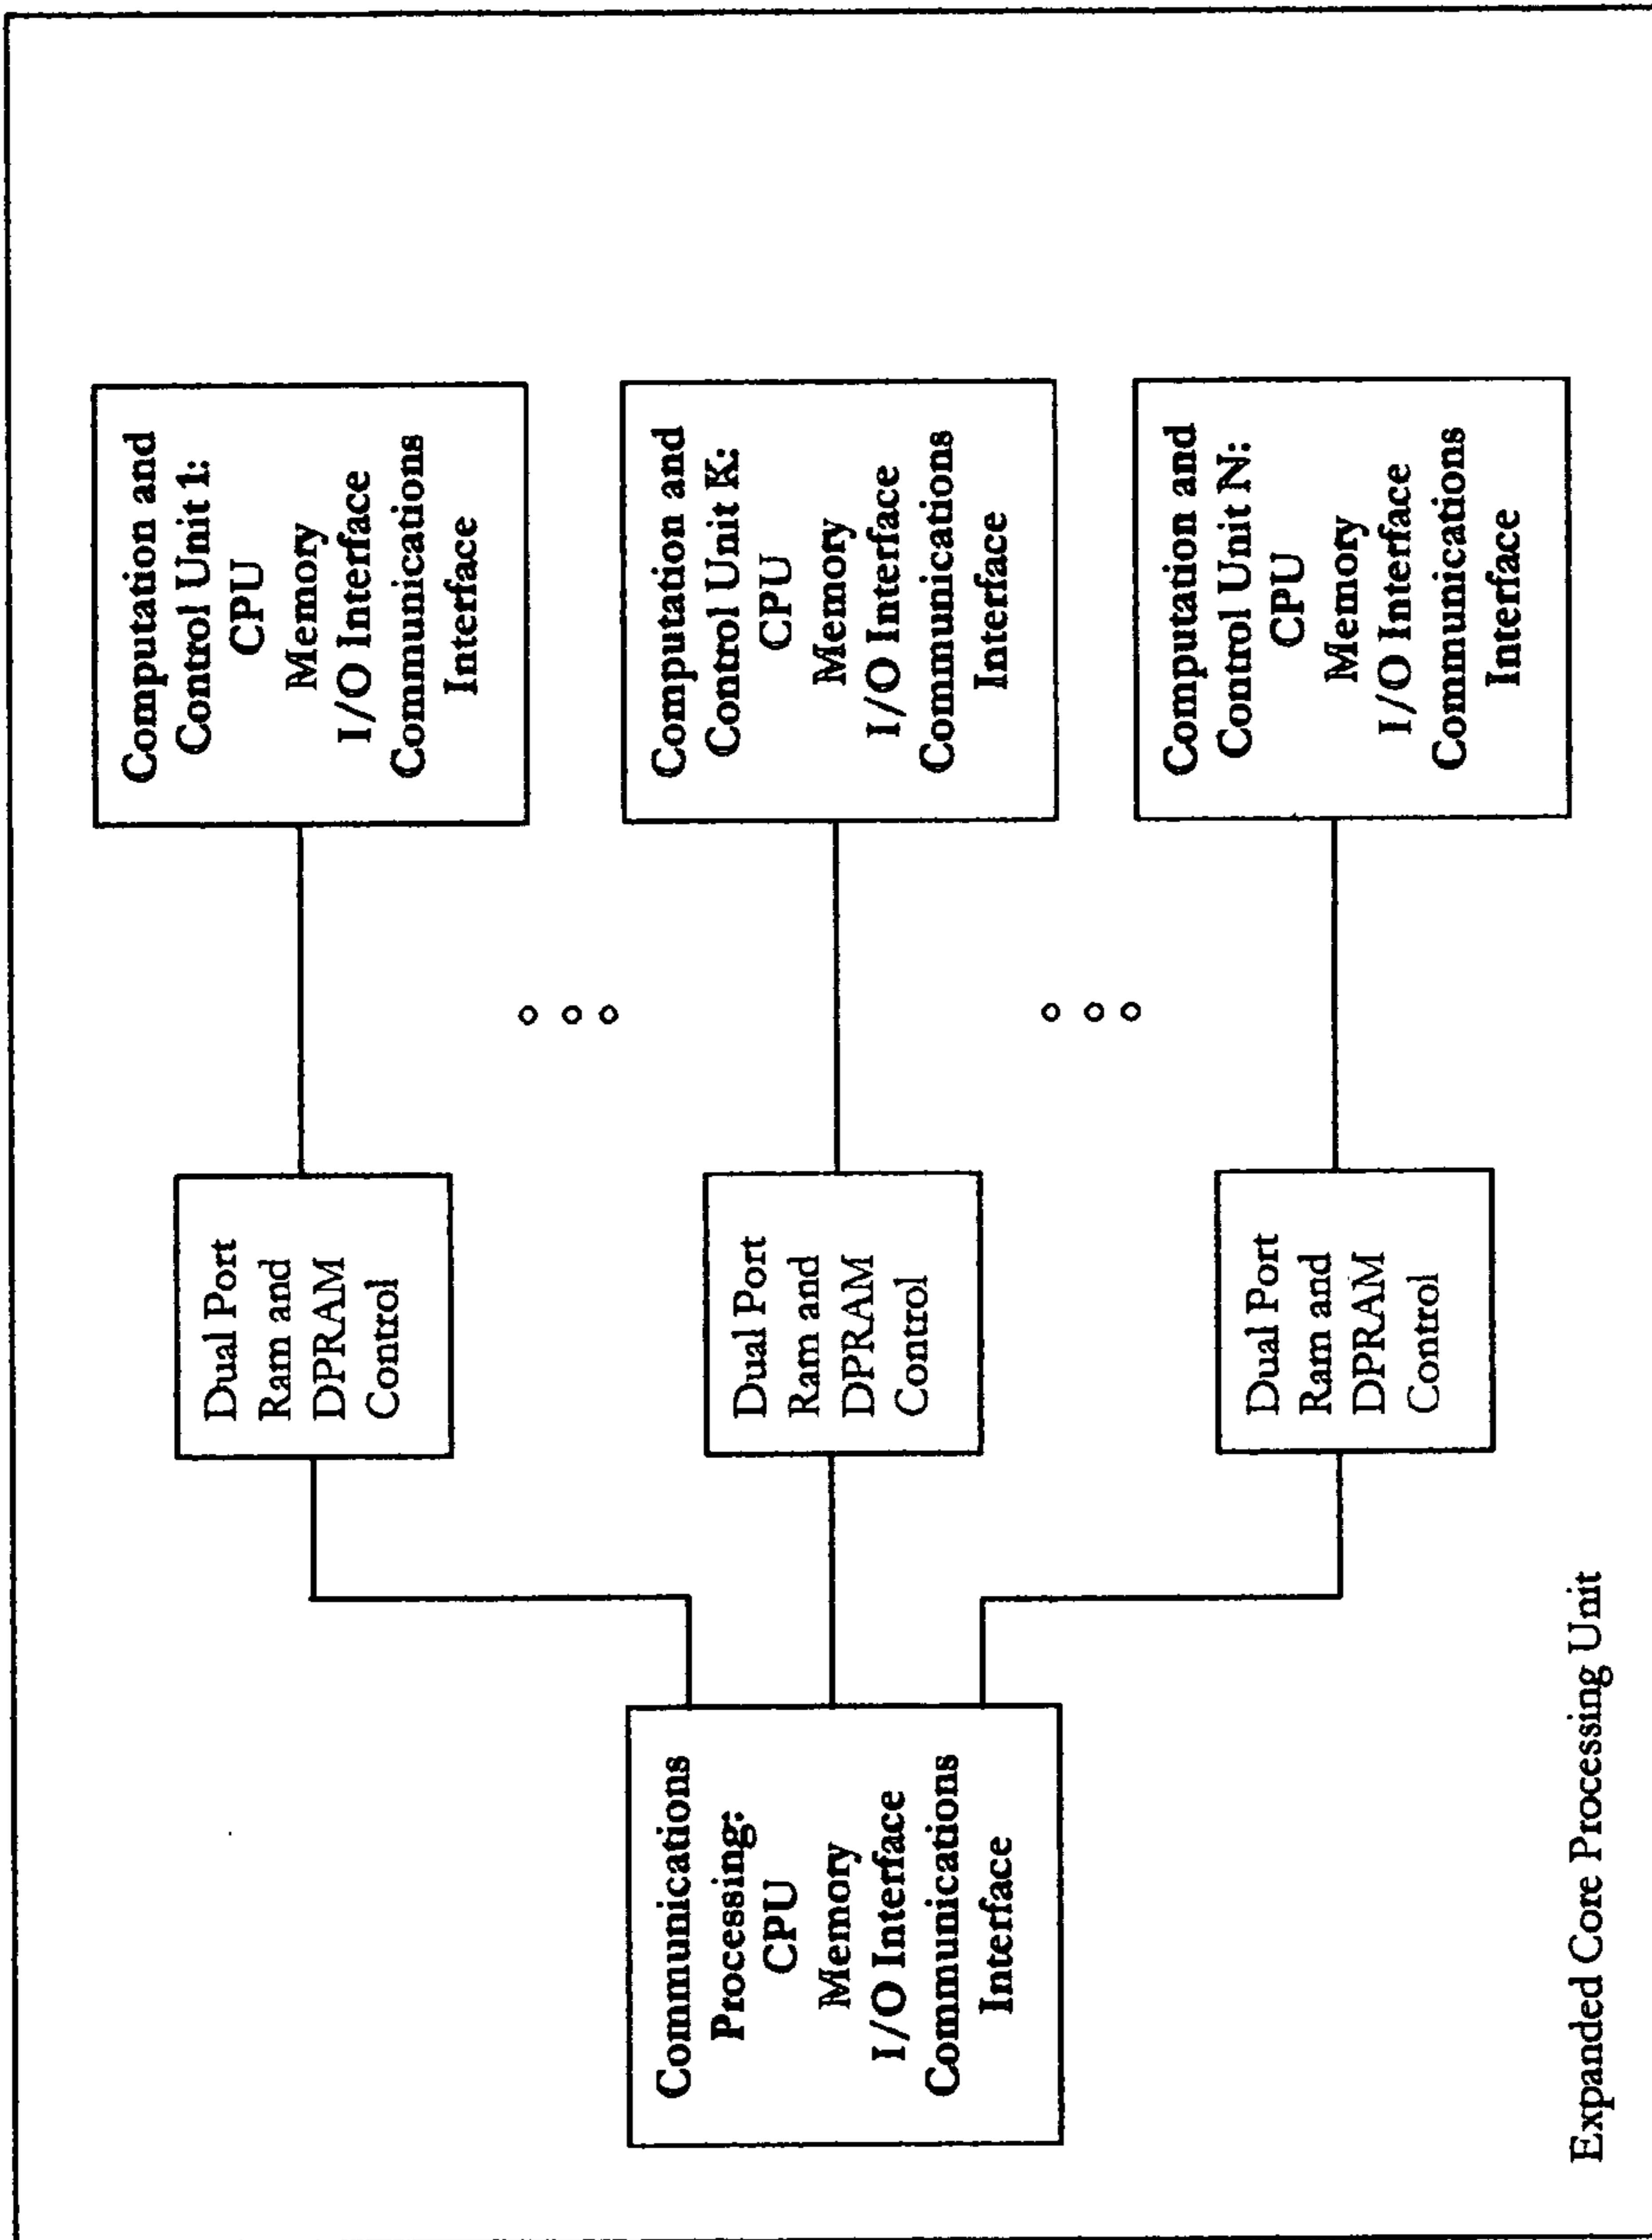 Communications
Processing:
CPU
Memory
I/O Interface
Communications
Interface
Dual Port
Ram and
DPRAM
Control
Dual Port
Ram and
DPRAM
Control
Dual Port
Ram and
DPRAM
Control
Computation and
Control Unit 1:
CPU
Memory
I/O Interface
Communications
Interface
Computation and
Control Unit K:
CPU
Memory
I/O Interface
Communications
Interface
Computation and
Control Unit N:
CPU
Memory
I/O Interface
Communications
Interface
Expanded Core Processing Unit